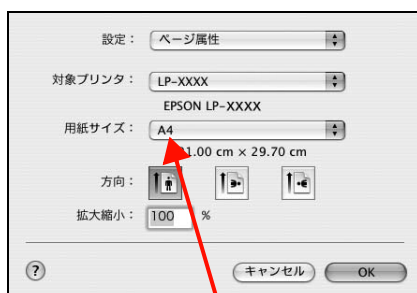 設定： ページ属性
対象プリンタ： LP-XXXX
EPSON LP-XXXX
用紙サイズ： A4
1.00 cm × 29.70 cm
方向：
拡大縮小： 100 %
? キャンセル OK